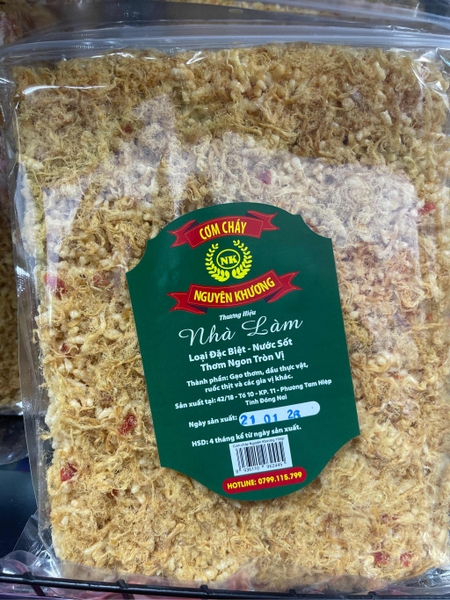 CƠM CHÁY
NK
NGUYÊN KHƯƠNG
Thương Hiệu
Nhà Làm
Loại Đặc Biệt - Nước Sốt
Thơm Ngon Tròn Vị
Thành phần: Gạo thơm, dầu thực vật,
ruốc thịt và các gia vị khác.
Sản xuất tại: 42/18 - Tổ 10 - KP. 11 - Phường Tam Hiệp
Tỉnh Đồng Nai
Ngày sản xuất: 21 01 26
HSD: 4 tháng kể từ ngày sản xuất.
HOTLINE: 0799.115.799